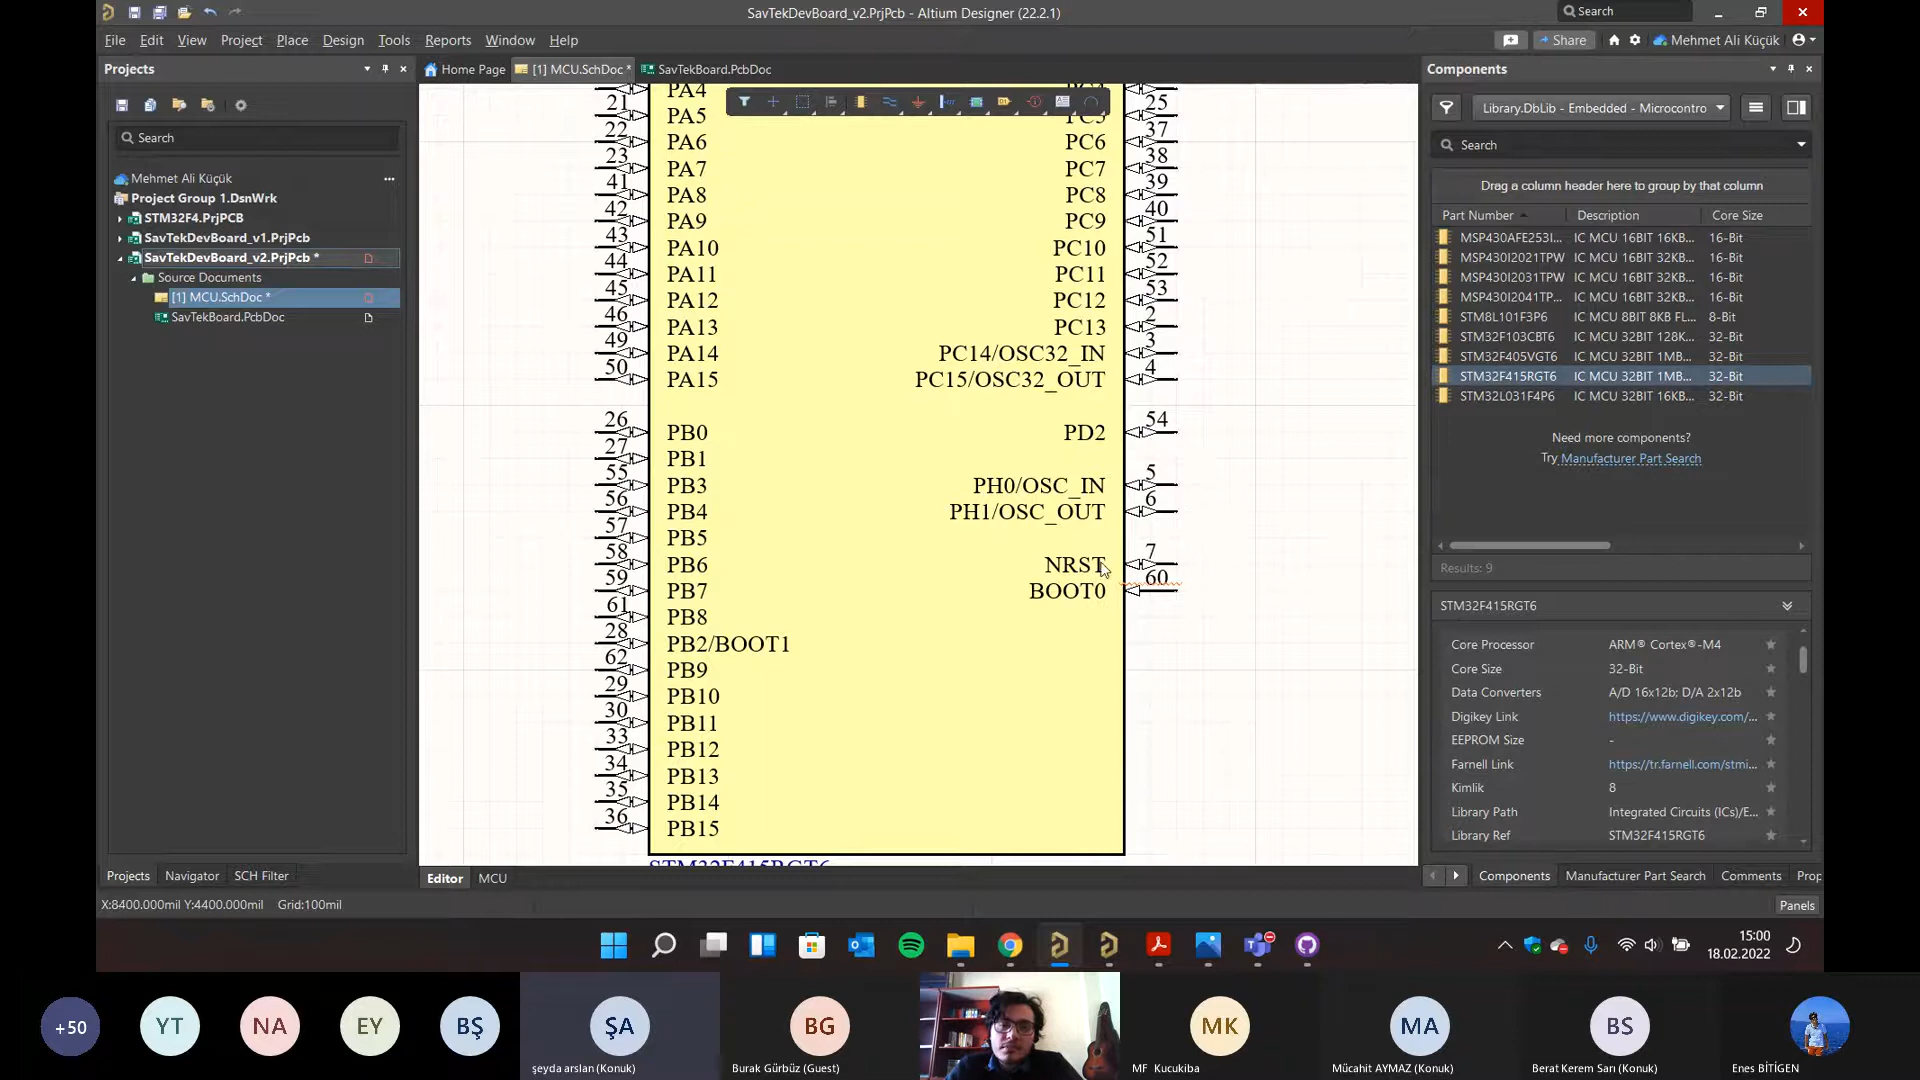 SavTekDevBoard_v2.PrjPcb - Altium Designer (22.2.1)
Search
File Edit View Project Place Design Tools Reports Window Help
Share
Mehmet Ali Küçük
Projects
Home Page
[1] MCU.SchDoc *
SavTekBoard.PcbDoc
Components
Search
Mehmet Ali Küçük
Project Group 1.DsnWrk
STM32F4.PrjPCB
SavTekDevBoard_v1.PrjPcb
SavTekDevBoard_v2.PrjPcb *
Source Documents
[1] MCU.SchDoc *
SavTekBoard.PcbDoc
PA4
21 PA5
22 PA6
23 PA7
41 PA8
42 PA9
43 PA10
44 PA11
45 PA12
46 PA13
49 PA14
50 PA15
26 PB0
27 PB1
55 PB3
56 PB4
57 PB5
58 PB6
59 PB7
61 PB8
28 PB2/BOOT1
62 PB9
29 PB10
30 PB11
33 PB12
34 PB13
35 PB14
36 PB15
PC5 25
PC6 37
PC7 38
PC8 39
PC9 40
PC10 51
PC11 52
PC12 53
PC13 2
PC14/OSC32_IN 3
PC15/OSC32_OUT 4
PD2 54
PH0/OSC_IN 5
PH1/OSC_OUT 6
NRST 7
BOOT0 60
STM32F415RGT6
Library.DbLib - Embedded - Microcontro
Search
Drag a column header here to group by that column
Part Number Description Core Size
MSP430AFE253I... IC MCU 16BIT 16KB... 16-Bit
MSP430I2021TPW IC MCU 16BIT 32KB... 16-Bit
MSP430I2031TPW IC MCU 16BIT 32KB... 16-Bit
MSP430I2041TP... IC MCU 16BIT 32KB... 16-Bit
STM8L101F3P6 IC MCU 8BIT 8KB FL... 8-Bit
STM32F103CBT6 IC MCU 32BIT 128K... 32-Bit
STM32F405VGT6 IC MCU 32BIT 1MB... 32-Bit
STM32F415RGT6 IC MCU 32BIT 1MB... 32-Bit
STM32L031F4P6 IC MCU 32BIT 16KB... 32-Bit
Need more components?
Try Manufacturer Part Search
Results: 9
STM32F415RGT6
Core Processor ARM® Cortex®-M4
Core Size 32-Bit
Data Converters A/D 16x12b; D/A 2x12b
Digikey Link https://www.digikey.com/...
EEPROM Size -
Farnell Link https://tr.farnell.com/stmi...
Kimlik 8
Library Path Integrated Circuits (ICs)/E...
Library Ref STM32F415RGT6
Projects Navigator SCH Filter
Editor MCU
Components Manufacturer Part Search Comments Prop
X:8400.000mil Y:4400.000mil Grid:100mil
Panels
15:00
18.02.2022
+50 YT NA EY BŞ ŞA BG MK MA BS
şeyda arslan (Konuk)
Burak Gürbüz (Guest)
MF Kucukiba
Mücahit AYMAZ (Konuk)
Berat Kerem Sarı (Konuk)
Enes BİTİGEN